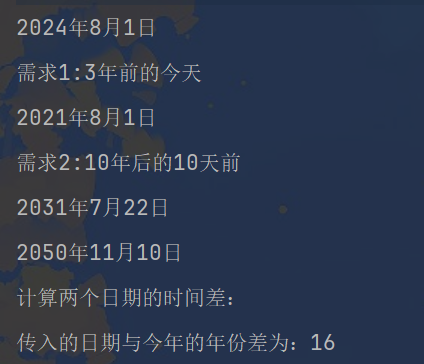 2024年8月1日
需求1:3年前的今天
2021年8月1日
需求2:10年后的10天前
2031年7月22日
2050年11月10日
计算两个日期的时间差：
传入的日期与今年的年份差为：16